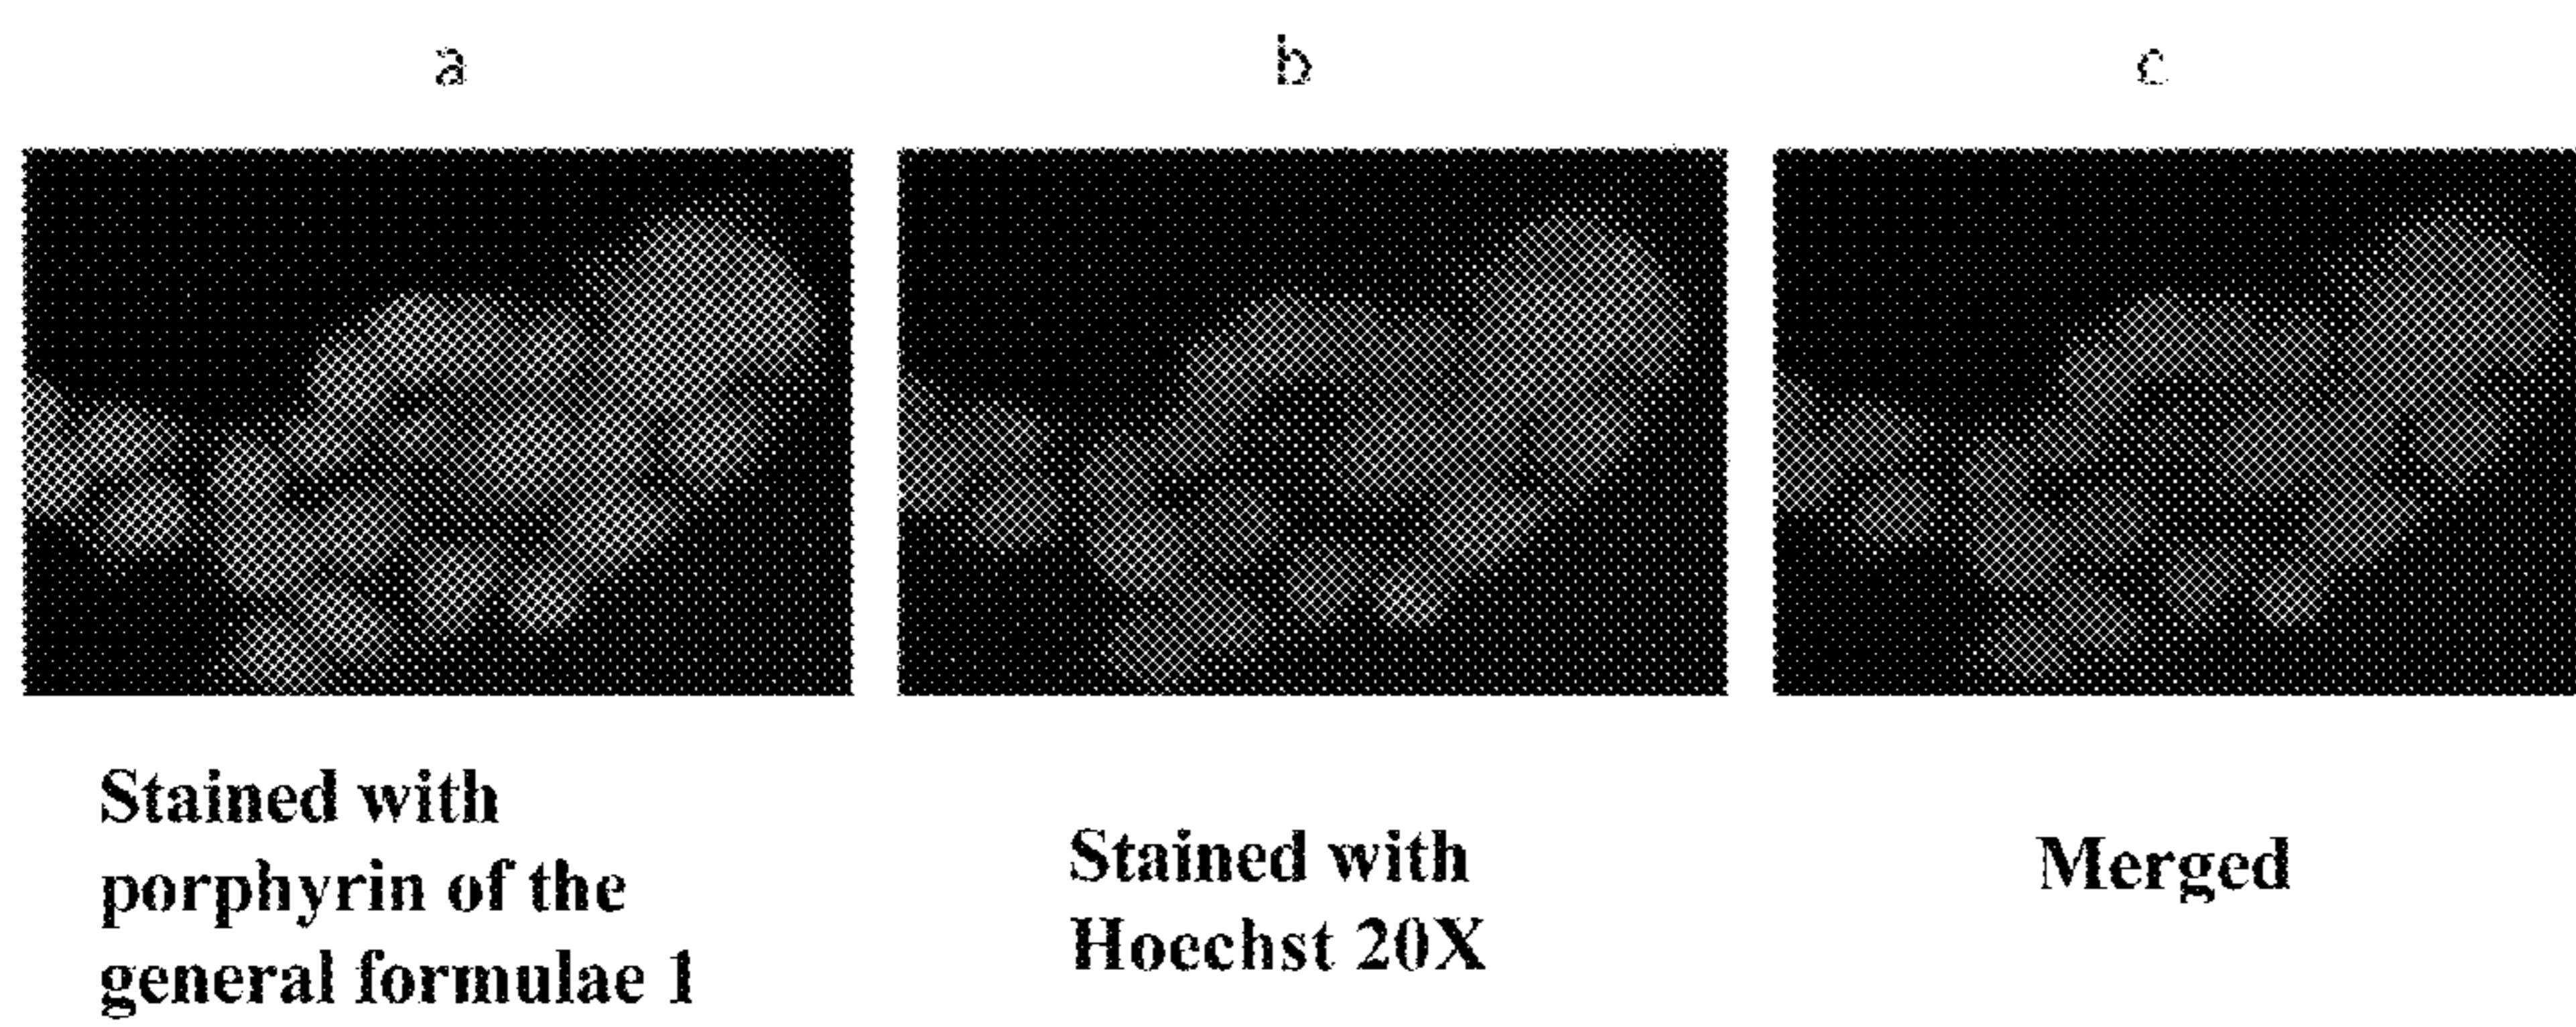 a
b
c
Stained with
porphyrin of the
general formulae 1
Stained with
Hoechst 20X
Merged